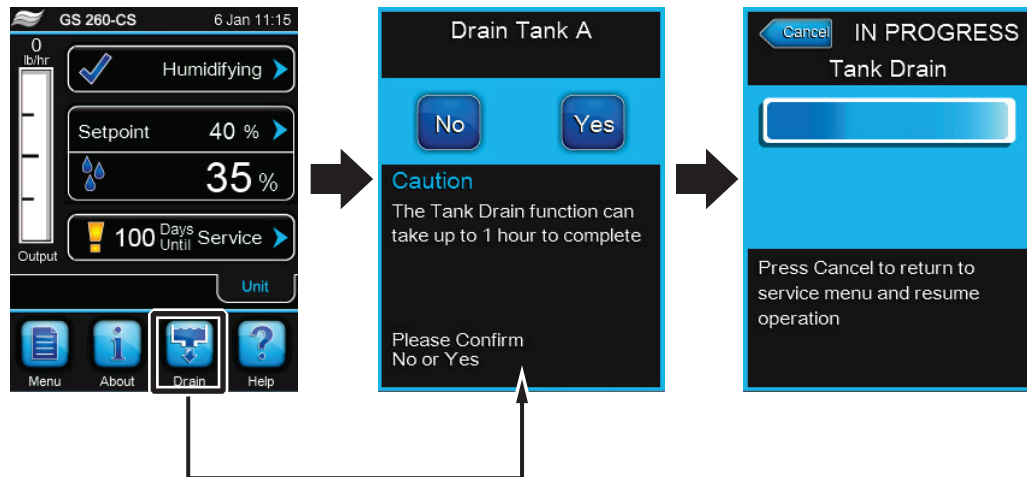 GS 260-CS 6 Jan 11:15
0
lb/hr
Humidifying
Setpoint 40 %
35 %
100 Days Until Service
Output
Unit
Menu About Drain Help
Drain Tank A
No Yes
Caution
The Tank Drain function can
take up to 1 hour to complete
Please Confirm
No or Yes
Cancel IN PROGRESS
Tank Drain
Press Cancel to return to
service menu and resume
operation